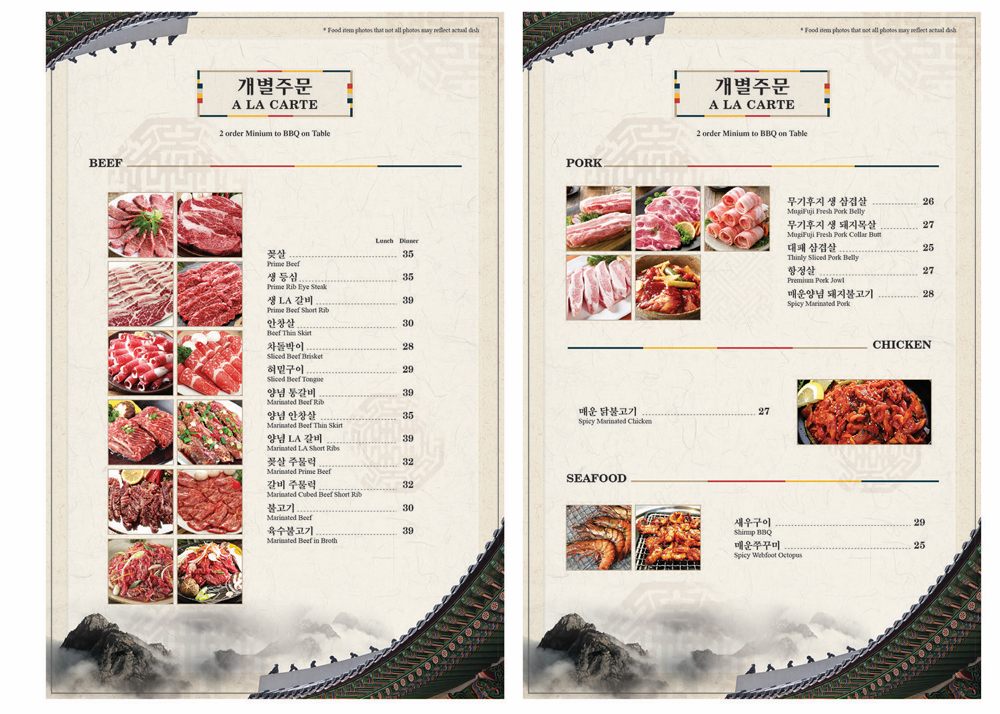 * Food item photos that not all photos may reflect actual dish
개별주문
A LA CARTE
2 order Minium to BBQ on Table
BEEF
Lunch Dinner
꽃살 35
Prime Beef
생 등심 35
Prime Rib Eye Steak
생 LA 갈비 39
Prime Beef Short Rib
안창살 30
Beef Thin Skirt
차돌박이 28
Sliced Beef Brisket
혀밑구이 29
Sliced Beef Tongue
양념 통갈비 39
Marinated Beef Rib
양념 안창살 35
Marinated Beef Thin Skirt
양념 LA 갈비 39
Marinated LA Short Ribs
꽃살 주물럭 32
Marinated Prime Beef
갈비 주물럭 32
Marinated Cubed Beef Short Rib
불고기 30
Marinated Beef
육수불고기 39
Marinated Beef in Broth
* Food item photos that not all photos may reflect actual dish
개별주문
A LA CARTE
2 order Minium to BBQ on Table
PORK
무기후지 생 삼겹살 26
MugiFuji Fresh Pork Belly
무기후지 생 돼지목살 27
MugiFuji Fresh Pork Collar Butt
대패 삼겹살 25
Thinly Sliced Pork Belly
항정살 27
Premium Pork Jowl
매운양념 돼지불고기 28
Spicy Marinated Pork
CHICKEN
매운 닭불고기 27
Spicy Marinated Chicken
SEAFOOD
새우구이 29
Shimp BBQ
매운쭈꾸미 25
Spicy Webfoot Octopus